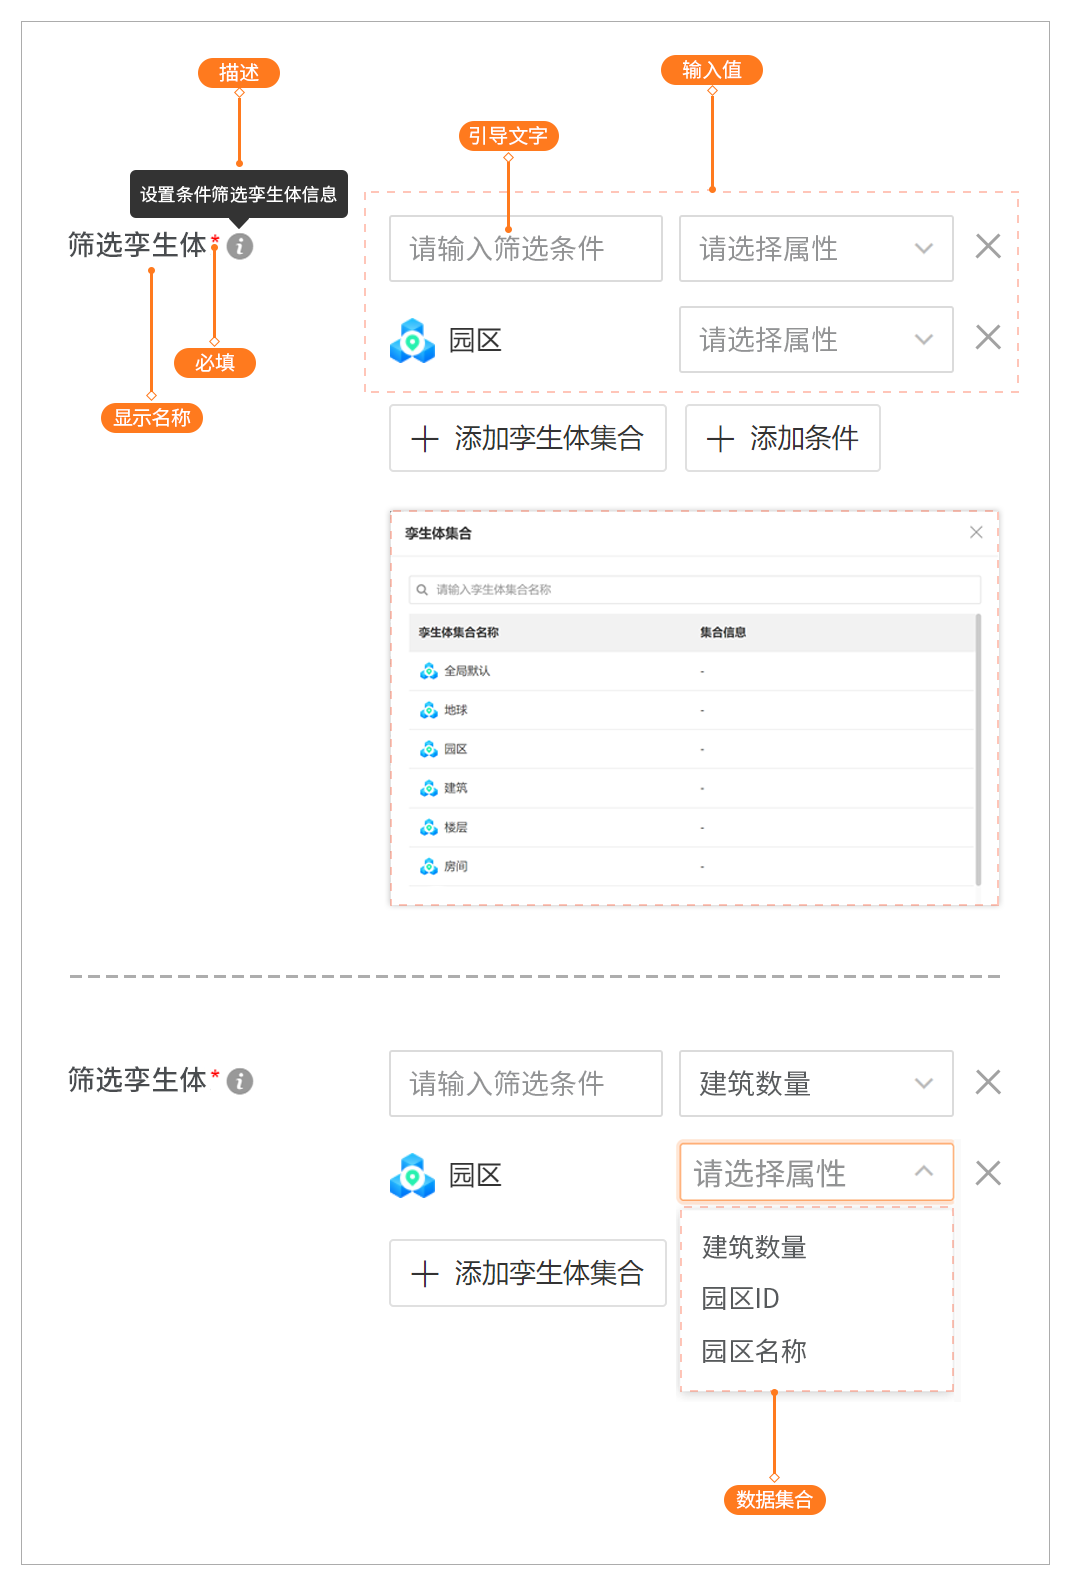 描述
输入值
引导文字
设置条件筛选孪生体信息
筛选孪生体 *
请输入筛选条件
请选择属性
园区
请选择属性
必填
显示名称
添加孪生体集合
添加条件
孪生体集合
请输入孪生体集合名称
孪生体集合名称 集合信息
全局默认 -
地球 -
园区 -
建筑 -
楼层 -
房间 -
筛选孪生体 *
请输入筛选条件
建筑数量
园区
请选择属性
添加孪生体集合
建筑数量
园区ID
园区名称
数据集合